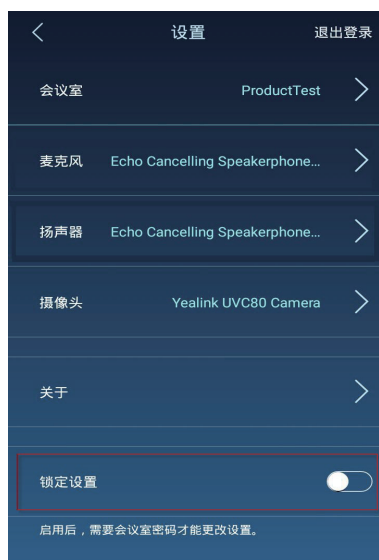 设置 退出登录
会议室 ProductTest
麦克风 Echo Cancelling Speakerphone...
扬声器 Echo Cancelling Speakerphone...
摄像头 Yealink UVC80 Camera
关于
锁定设置
启用后，需要会议室密码才能更改设置。